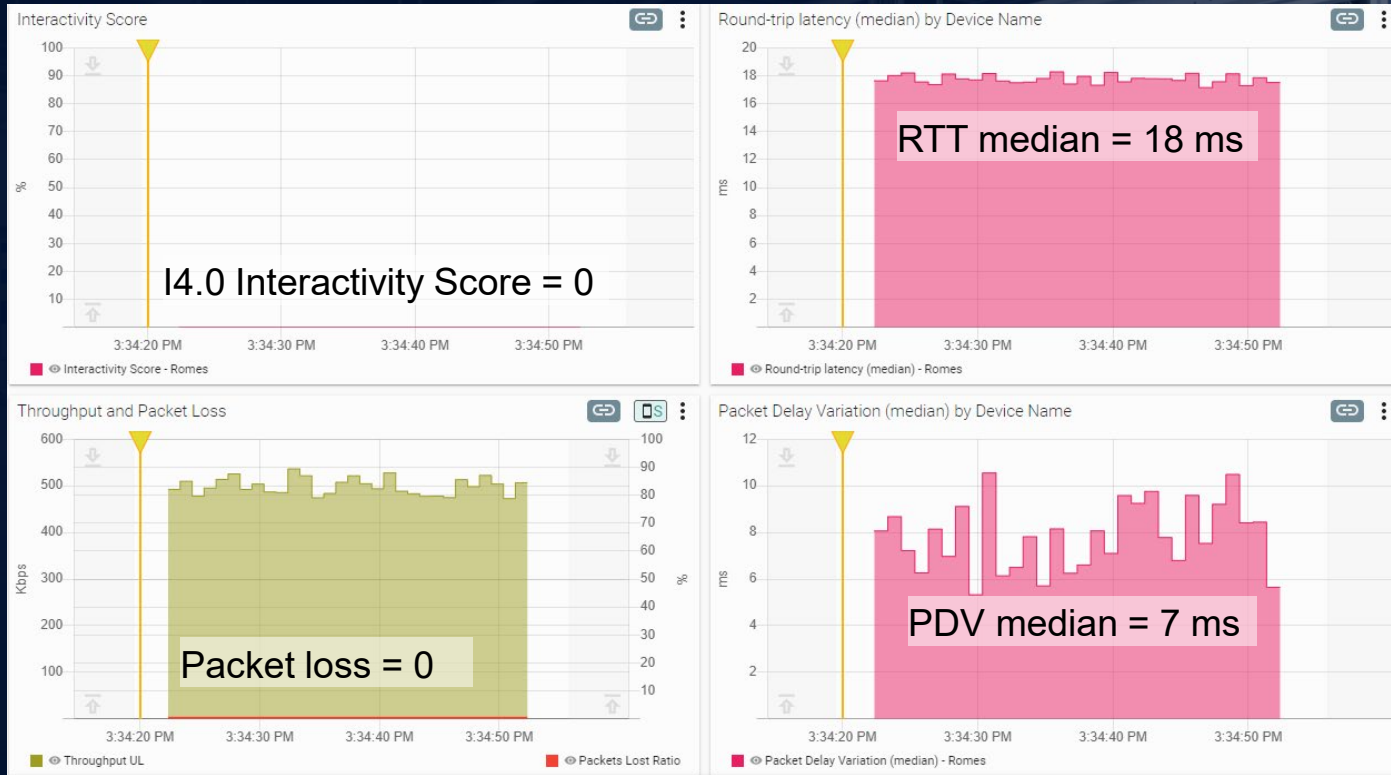 Interactivity Score
100
90
80
70
60
50
40
30
20
10
%
I4.0 Interactivity Score = 0
3:34:20 PM 3:34:30 PM 3:34:40 PM 3:34:50 PM
Interactivity Score - Romes
Round-trip latency (median) by Device Name
20
18
16
14
12
10
8
6
4
2
ms
RTT median = 18 ms
3:34:20 PM 3:34:30 PM 3:34:40 PM 3:34:50 PM
Round-trip latency (median) - Romes
Throughput and Packet Loss
S
600
500
400
300
200
100
Kbps
100
90
80
70
60
50
40
30
20
10
%
Packet loss = 0
3:34:20 PM 3:34:30 PM 3:34:40 PM 3:34:50 PM
Throughput UL Packets Lost Ratio
Packet Delay Variation (median) by Device Name
12
10
8
6
4
2
ms
PDV median = 7 ms
3:34:20 PM 3:34:30 PM 3:34:40 PM 3:34:50 PM
Packet Delay Variation (median) - Romes